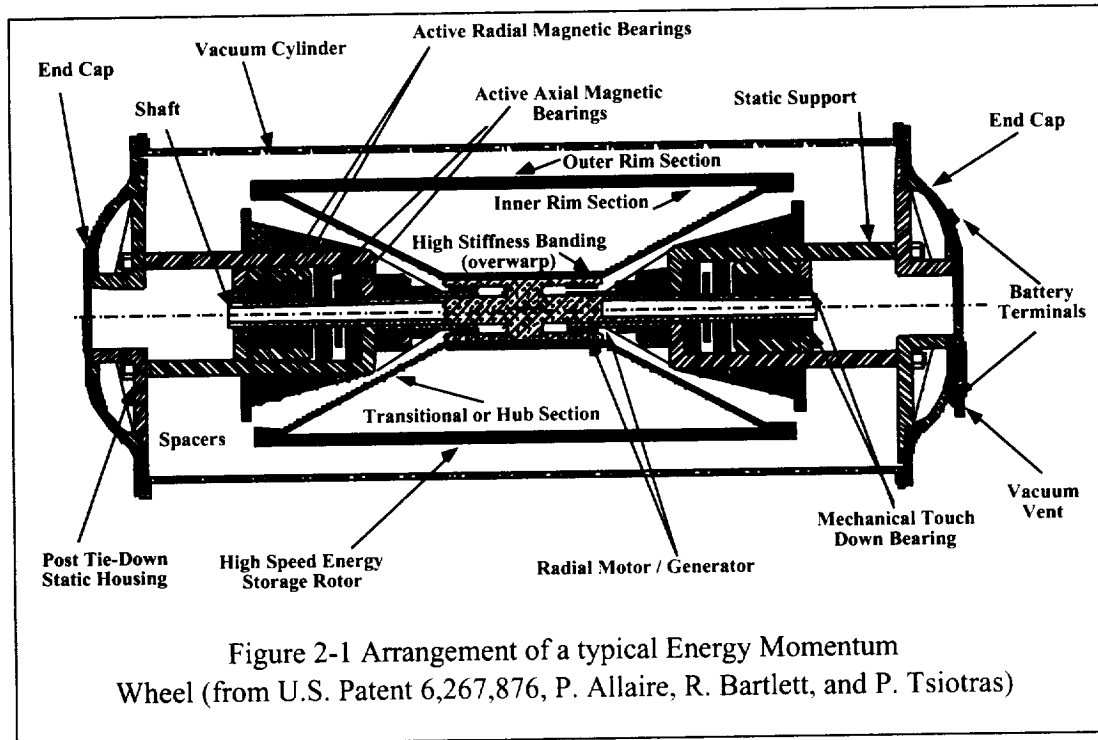 Active Radial Magnetic Bearings
Vacuum Cylinder
End Cap
Shaft
Active Axial Magnetic
Bearings
Static Support
End Cap
Outer Rim Section
Inner Rim Section
High Stiffness Banding
(overwarp)
Battery
Terminals
Transitional or Hub Section
Spacers
Vacuum
Vent
Mechanical Touch
Down Bearing
Post Tie-Down
Static Housing
High Speed Energy
Storage Rotor
Radial Motor / Generator
Figure 2-1 Arrangement of a typical Energy Momentum
Wheel (from U.S. Patent 6,267,876, P. Allaire, R. Bartlett, and P. Tsiotras)